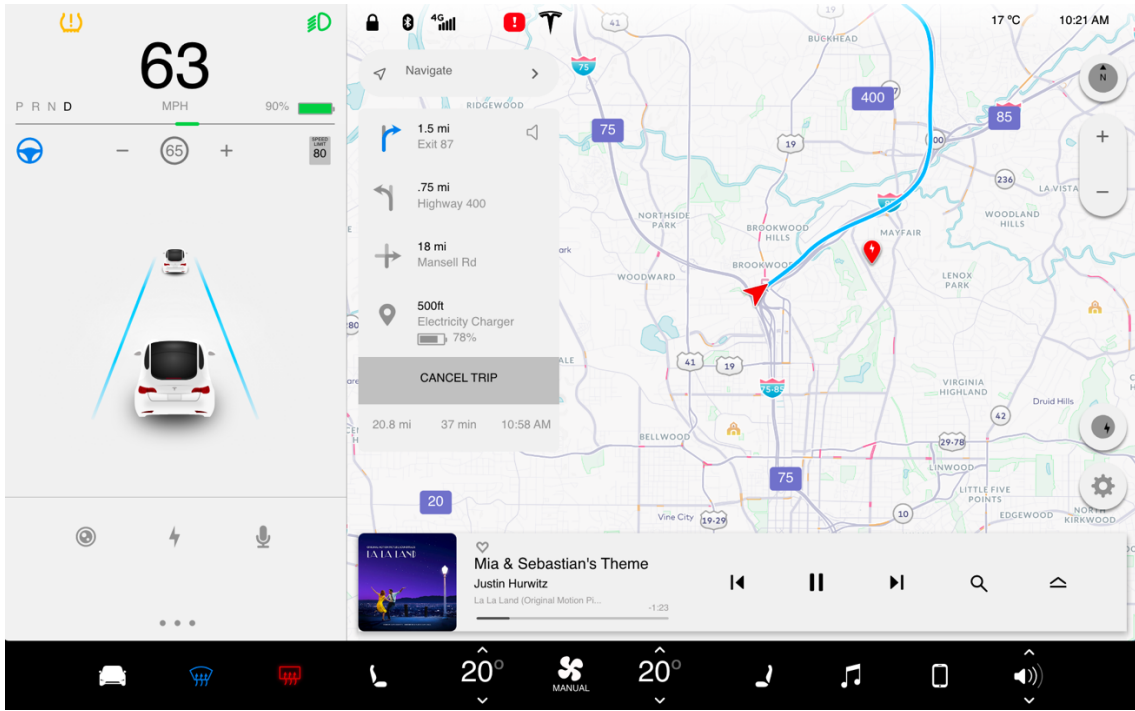 63
P R N D
MPH
90%
65
SPEED
LIMIT
80
4G
17 ºC
10:21 AM
Navigate
1.5 mi
Exit 87
.75 mi
Highway 400
18 mi
Mansell Rd
500ft
Electricity Charger
78%
CANCEL TRIP
20.8 mi
37 min
10:58 AM
41
19
BUCKHEAD
75
RIDGEWOOD
400
75
85
19
N
236
LA VISTA
NORTHSIDE
PARK
BROOKWOOD
HILLS
MAYFAIR
WOODLAND
HILLS
ark
BROOKWOOD
WOODWARD
LENOX
PARK
41
19
75-85
VIRGINIA
HIGHLAND
Druid Hills
42
BELLWOOD
29-78
LINWOOD
75
20
LITTLE FIVE
POINTS
Vine City
19-29
10
EDGEWOOD
NORTH
KIRKWOOD
LA LA LAND
Mia & Sebastian's Theme
Justin Hurwitz
La La Land (Original Motion Pi...
-1:23
20°
MANUAL
20°